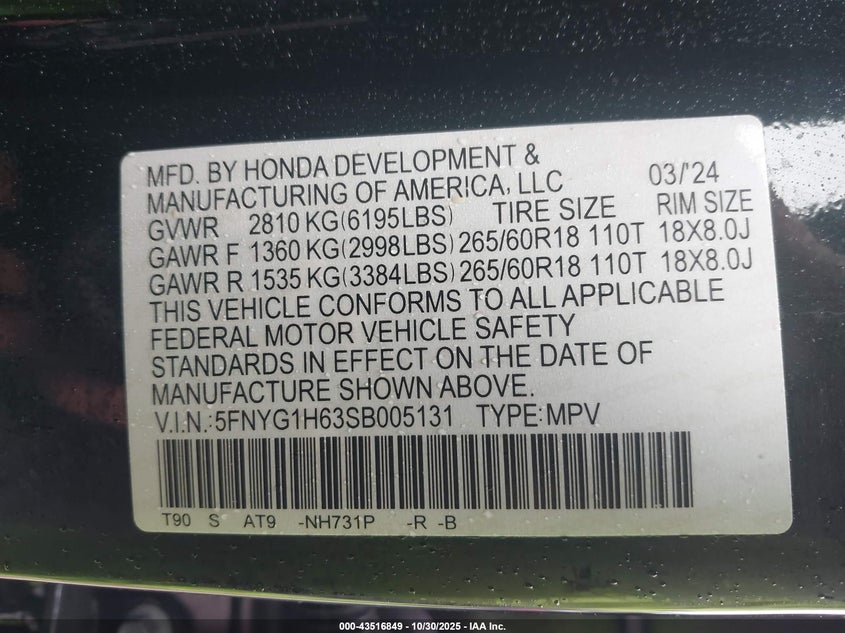 MFD. BY HONDA DEVELOPMENT &
MANUFACTURING OF AMERICA, LLC 03/'24
GVWR 2810 KG(6195LBS) TIRE SIZE RIM SIZE
GAWR F 1360 KG(2998LBS) 265/60R18 110T 18X8.0J
GAWR R 1535 KG(3384LBS) 265/60R18 110T 18X8.0J
THIS VEHICLE CONFORMS TO ALL APPLICABLE
FEDERAL MOTOR VEHICLE SAFETY
STANDARDS IN EFFECT ON THE DATE OF
MANUFACTURE SHOWN ABOVE.
V.I.N.:5FNYG1H63SB005131 TYPE:MPV
T90 S AT9 -NH731P -R -B
000-43516849 - 10/30/2025 - IAA Inc.